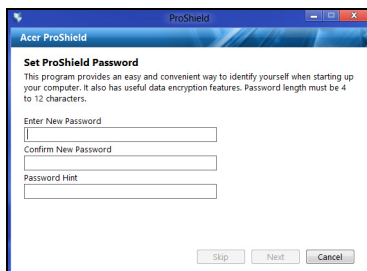 ProShield
Acer ProShield
Set ProShield Password
This program provides an easy and convenient way to identify yourself when starting up
your computer. It also has useful data encryption features. Password length must be 4
to 12 characters.
Enter New Password
Confirm New Password
Password Hint
Skip
Next
Cancel